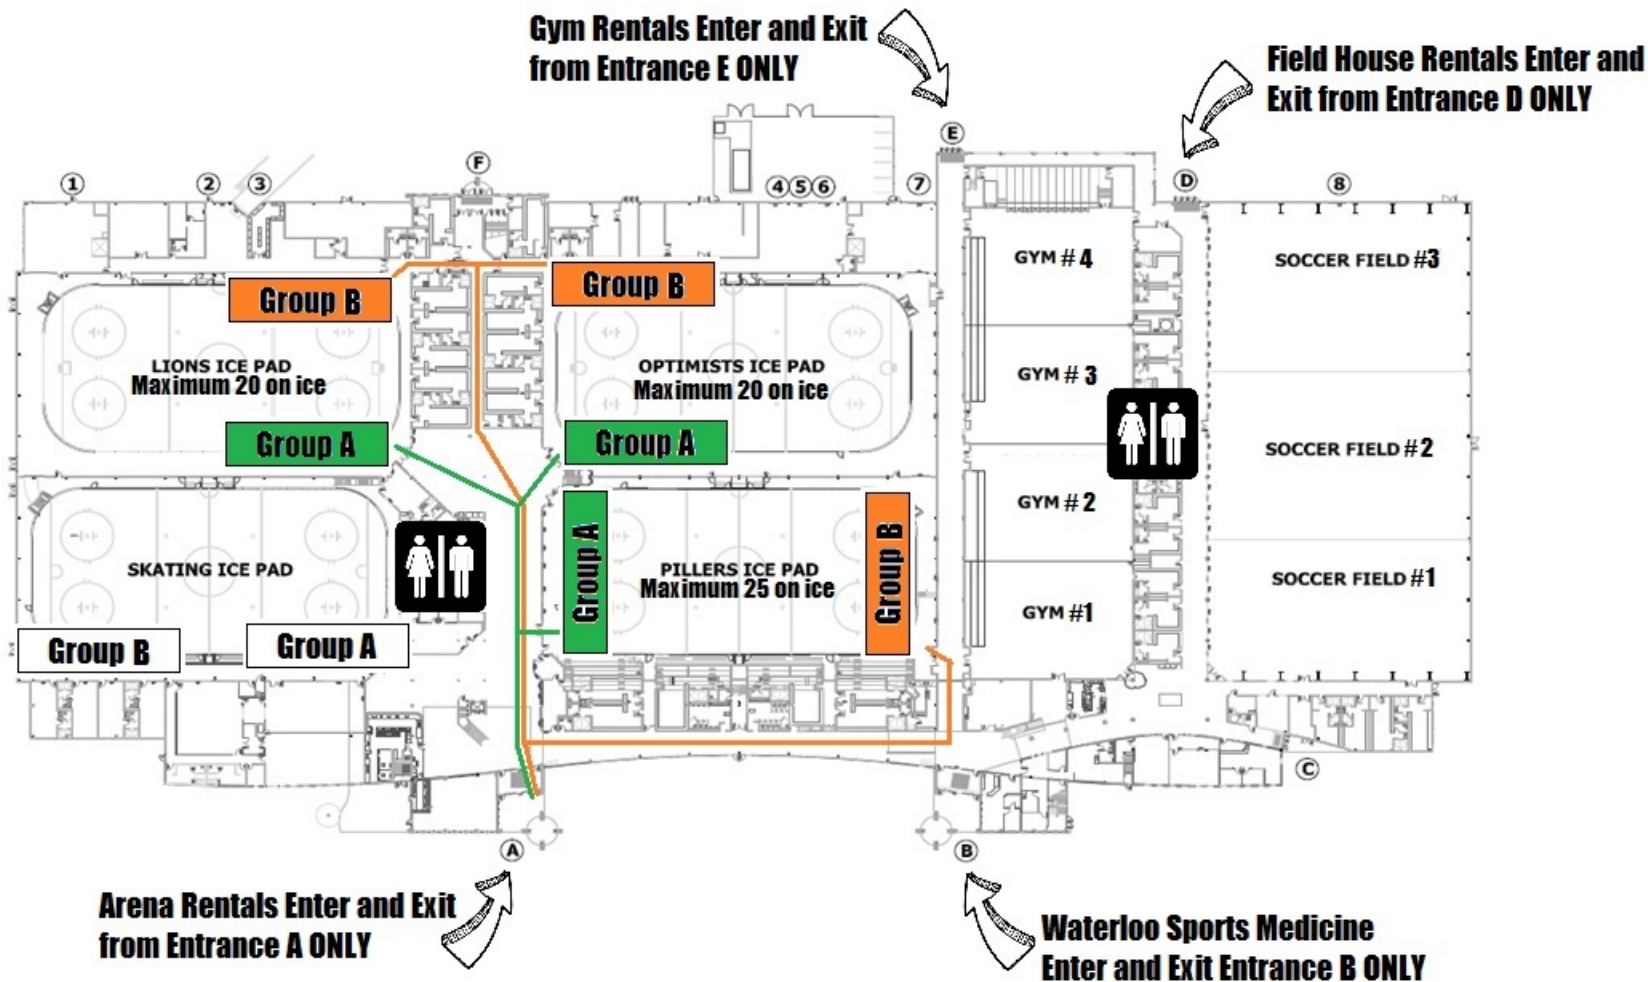 Gym Rentals Enter and Exit
from Entrance E ONLY
Field House Rentals Enter and
Exit from Entrance D ONLY
E
F
D
1
2
3
4
5
6
7
8
GYM # 4
SOCCER FIELD #3
Group B
Group B
LIONS ICE PAD
Maximum 20 on ice
OPTIMISTS ICE PAD
Maximum 20 on ice
GYM # 3
Group A
Group A
SOCCER FIELD #2
GYM # 2
Group A
Group B
SKATING ICE PAD
PILLERS ICE PAD
Maximum 25 on ice
SOCCER FIELD #1
GYM #1
Group B
Group A
C
A
B
Arena Rentals Enter and Exit
from Entrance A ONLY
Waterloo Sports Medicine
Enter and Exit Entrance B ONLY